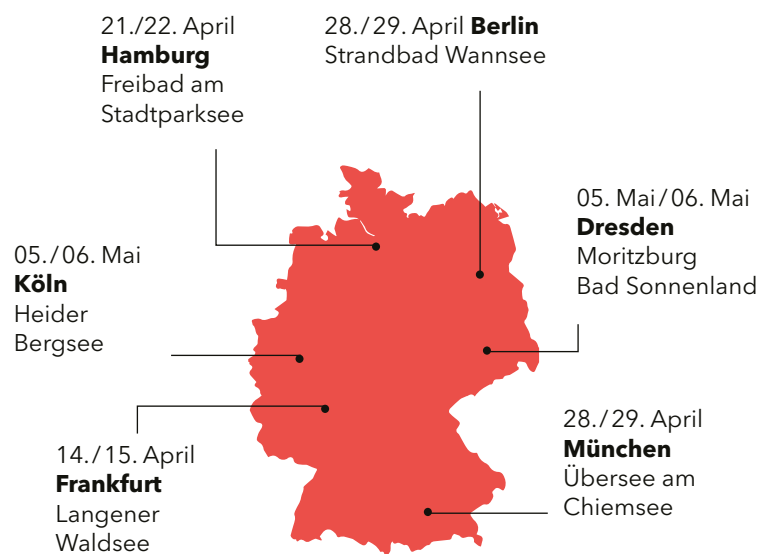 21./22. April
Hamburg
Freibad am
Stadtparksee
28./29. April Berlin
Strandbad Wannsee
05. Mai/06. Mai
Dresden
Moritzburg
Bad Sonnenland
05./06. Mai
Köln
Heider
Bergsee
14./15. April
Frankfurt
Langener
Waldsee
28./29. April
München
Übersee am
Chiemsee